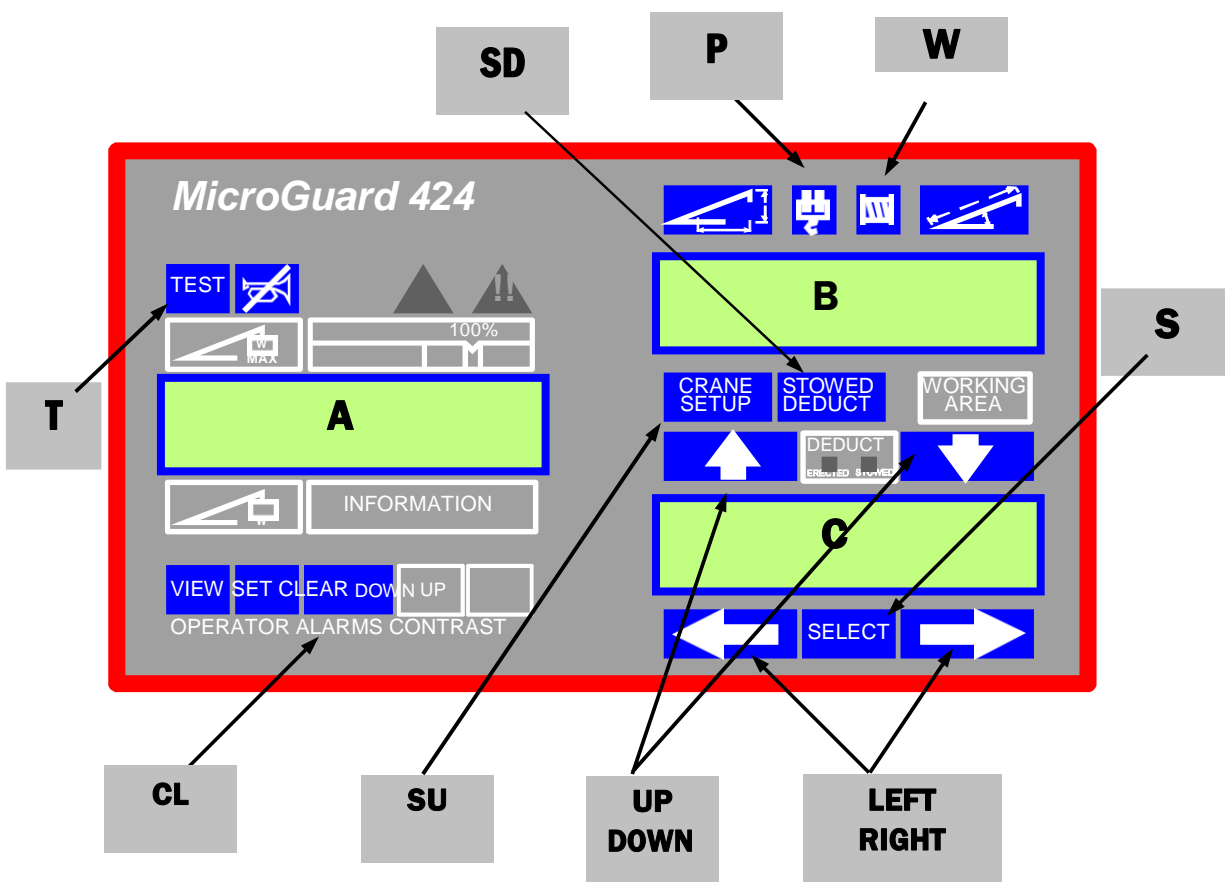 SD
P
W
MicroGuard 424
TEST
!!
B
S
W
MAX
100%
T
A
CRANE
SETUP
STOWED
DEDUCT
WORKING
AREA
DEDUCT
ERECTED STOWED
W
INFORMATION
C
VIEW SET CLEAR DOWN UP
OPERATOR ALARMS CONTRAST
SELECT
CL
SU
UP
DOWN
LEFT
RIGHT